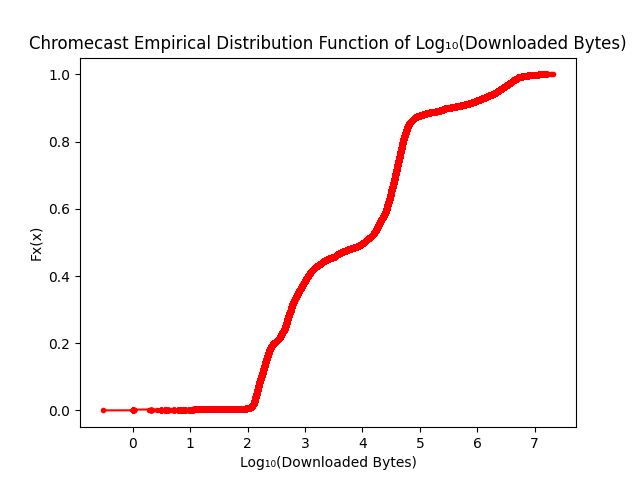 Chromecast Empirical Distribution Function of Log₁₀(Downloaded Bytes)
1.0
0.8
0.6
0.4
0.2
0.0
Fx(x)
0 1 2 3 4 5 6 7
Log₁₀(Downloaded Bytes)